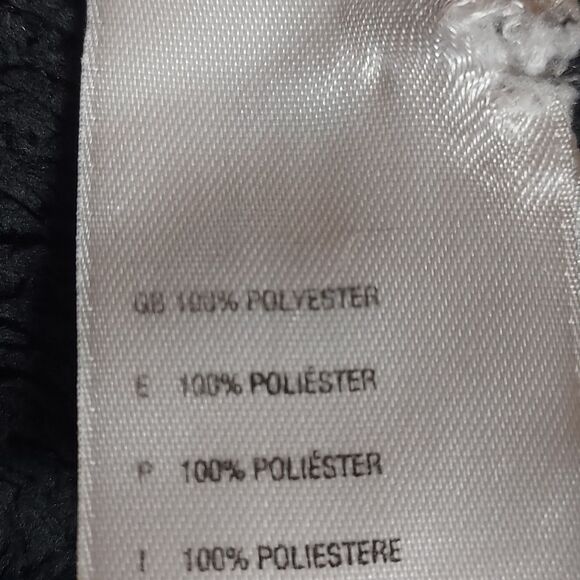 GB 100% POLYESTER
E 100% POLIÉSTER
P 100% POLIÉSTER
I 100% POLIESTERE